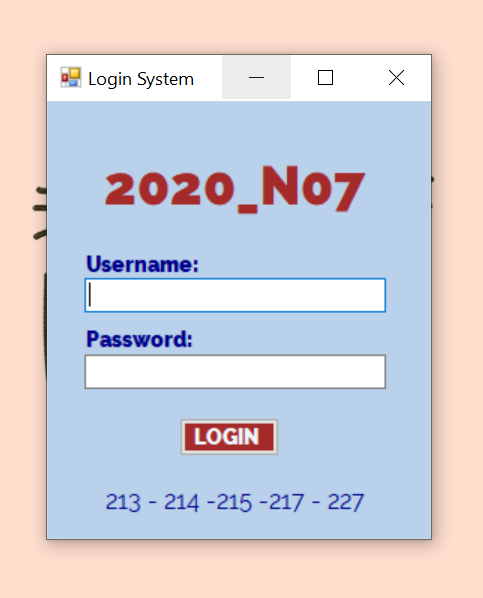 Login System
2020_N07
Username:
Password:
LOGIN
213 - 214 -215 -217 - 227